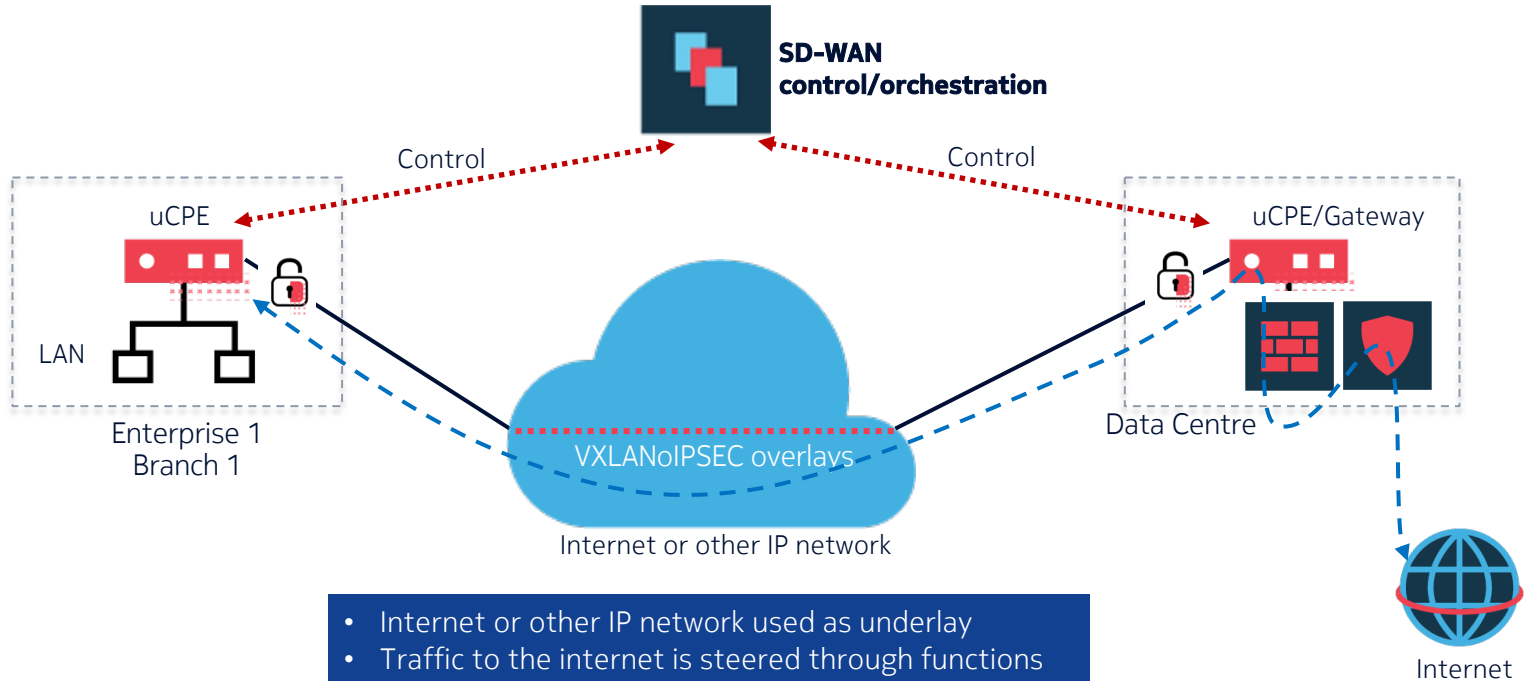 SD-WAN
control/orchestration
Control
Control
uCPE
uCPE/Gateway
LAN
Enterprise 1
Branch 1
VXLANoIPSEC overlays
Data Centre
Internet or other IP network
• Internet or other IP network used as underlay
• Traffic to the internet is steered through functions
Internet